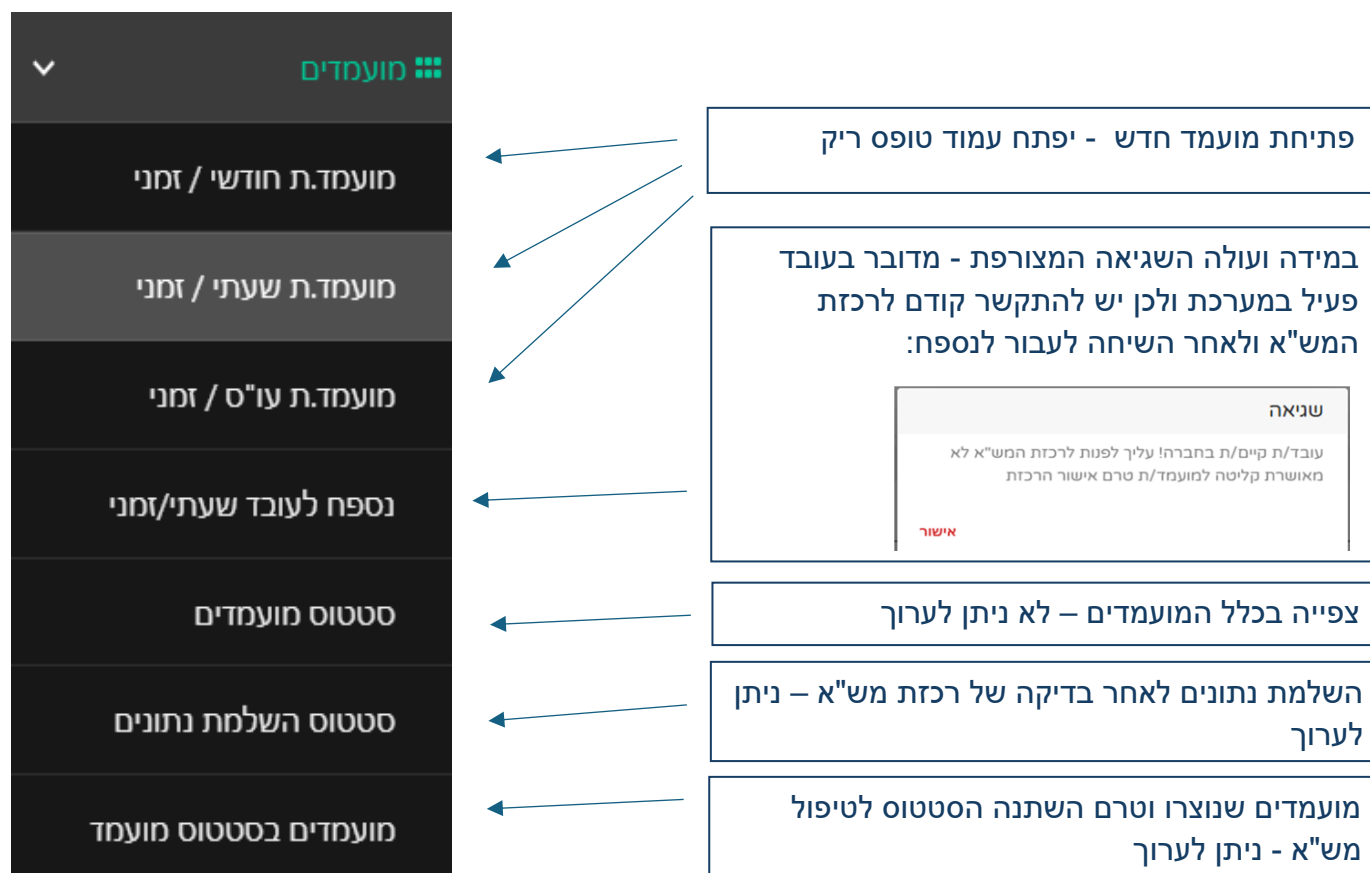 מועמדים
מועמד.ת חודשי / זמני
מועמד.ת שעתי / זמני
מועמד.ת עו"ס / זמני
נספח לעובד שעתי/זמני
סטטוס מועמדים
סטטוס השלמת נתונים
מועמדים בסטטוס מועמד
פתיחת מועמד חדש - יפתח עמוד טופס ריק
במידה ועולה השגיאה המצורפת - מדובר בעובד
פעיל במערכת ולכן יש להתקשר קודם לרכזת
המש"א ולאחר השיחה לעבור לנספח:
שגיאה
עובד/ת קיים/ת בחברה! עליך לפנות לרכזת המש"א לא
מאושרת קליטה למועמד/ת טרם אישור הרכזת
אישור
צפייה בכלל המועמדים – לא ניתן לערוך
השלמת נתונים לאחר בדיקה של רכזת מש"א – ניתן
לערוך
מועמדים שנוצרו וטרם השתנה הסטטוס לטיפול
מש"א - ניתן לערוך